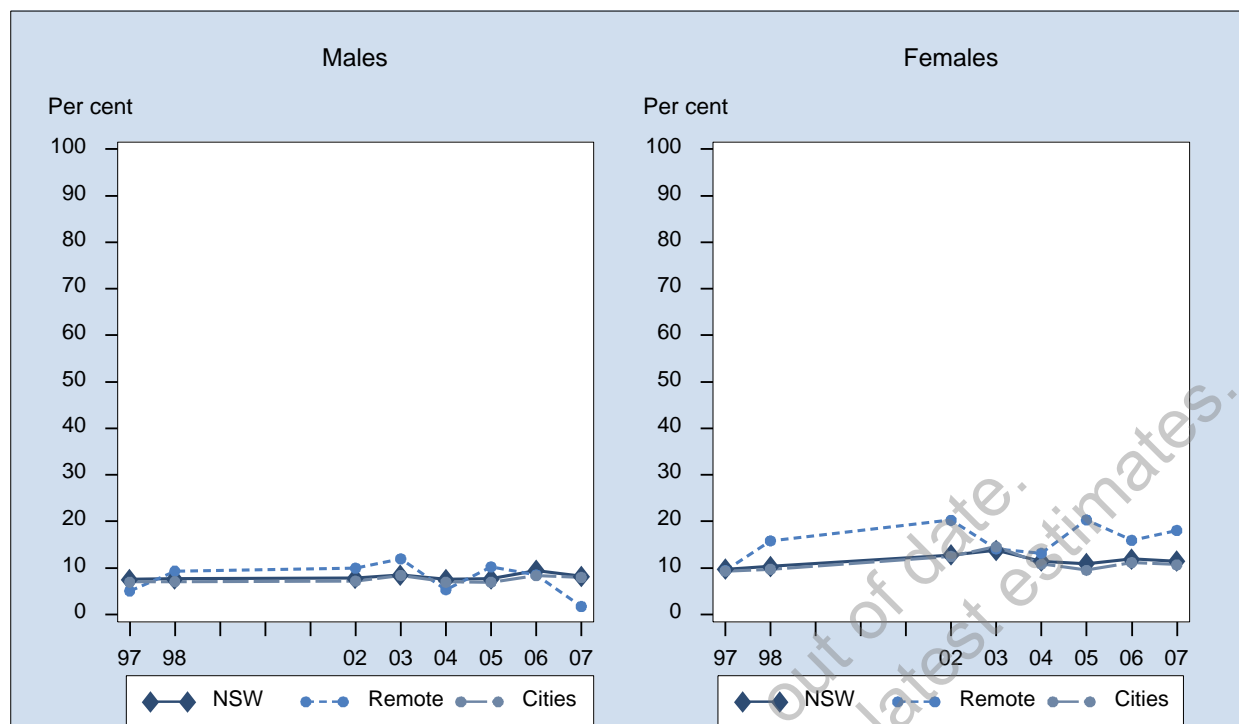 Males
Per cent
100
90
80
70
60
50
40
30
20
10
0
97 98 02 03 04 05 06 07
NSW Remote Cities
Females
Per cent
100
90
80
70
60
50
40
30
20
10
0
97 98 02 03 04 05 06 07
NSW Remote Cities
out of date.
latest estimates.